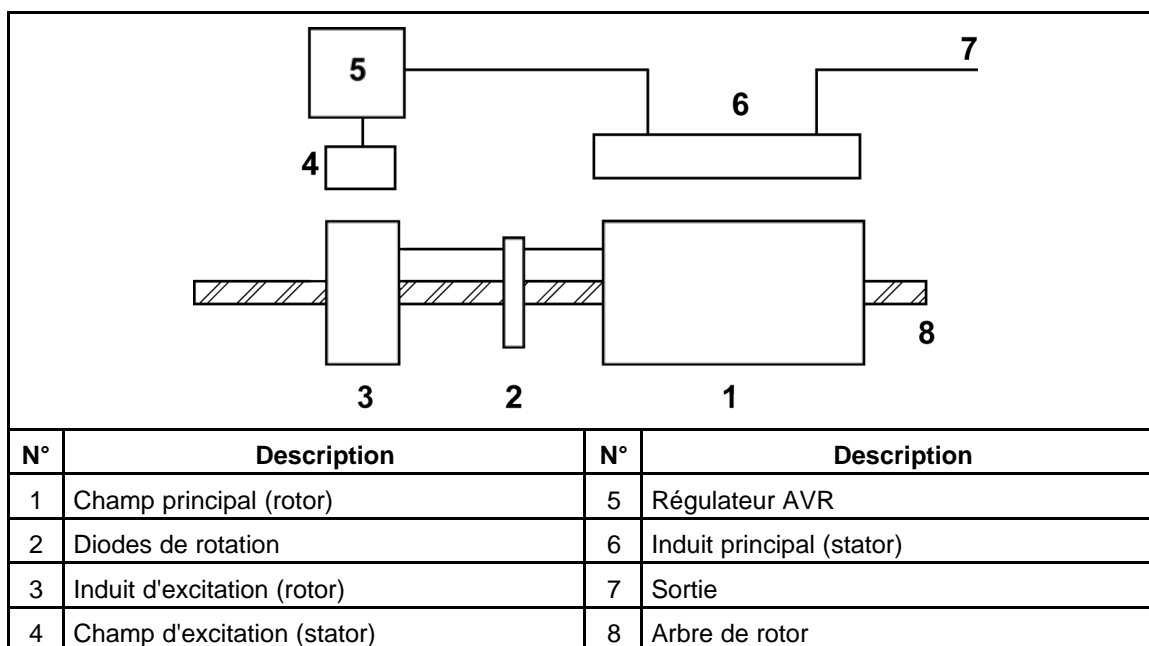 7
5
6
4
8
3 2 1
N° Description N° Description
1 Champ principal (rotor) 5 Régulateur AVR
2 Diodes de rotation 6 Induit principal (stator)
3 Induit d'excitation (rotor) 7 Sortie
4 Champ d'excitation (stator) 8 Arbre de rotor